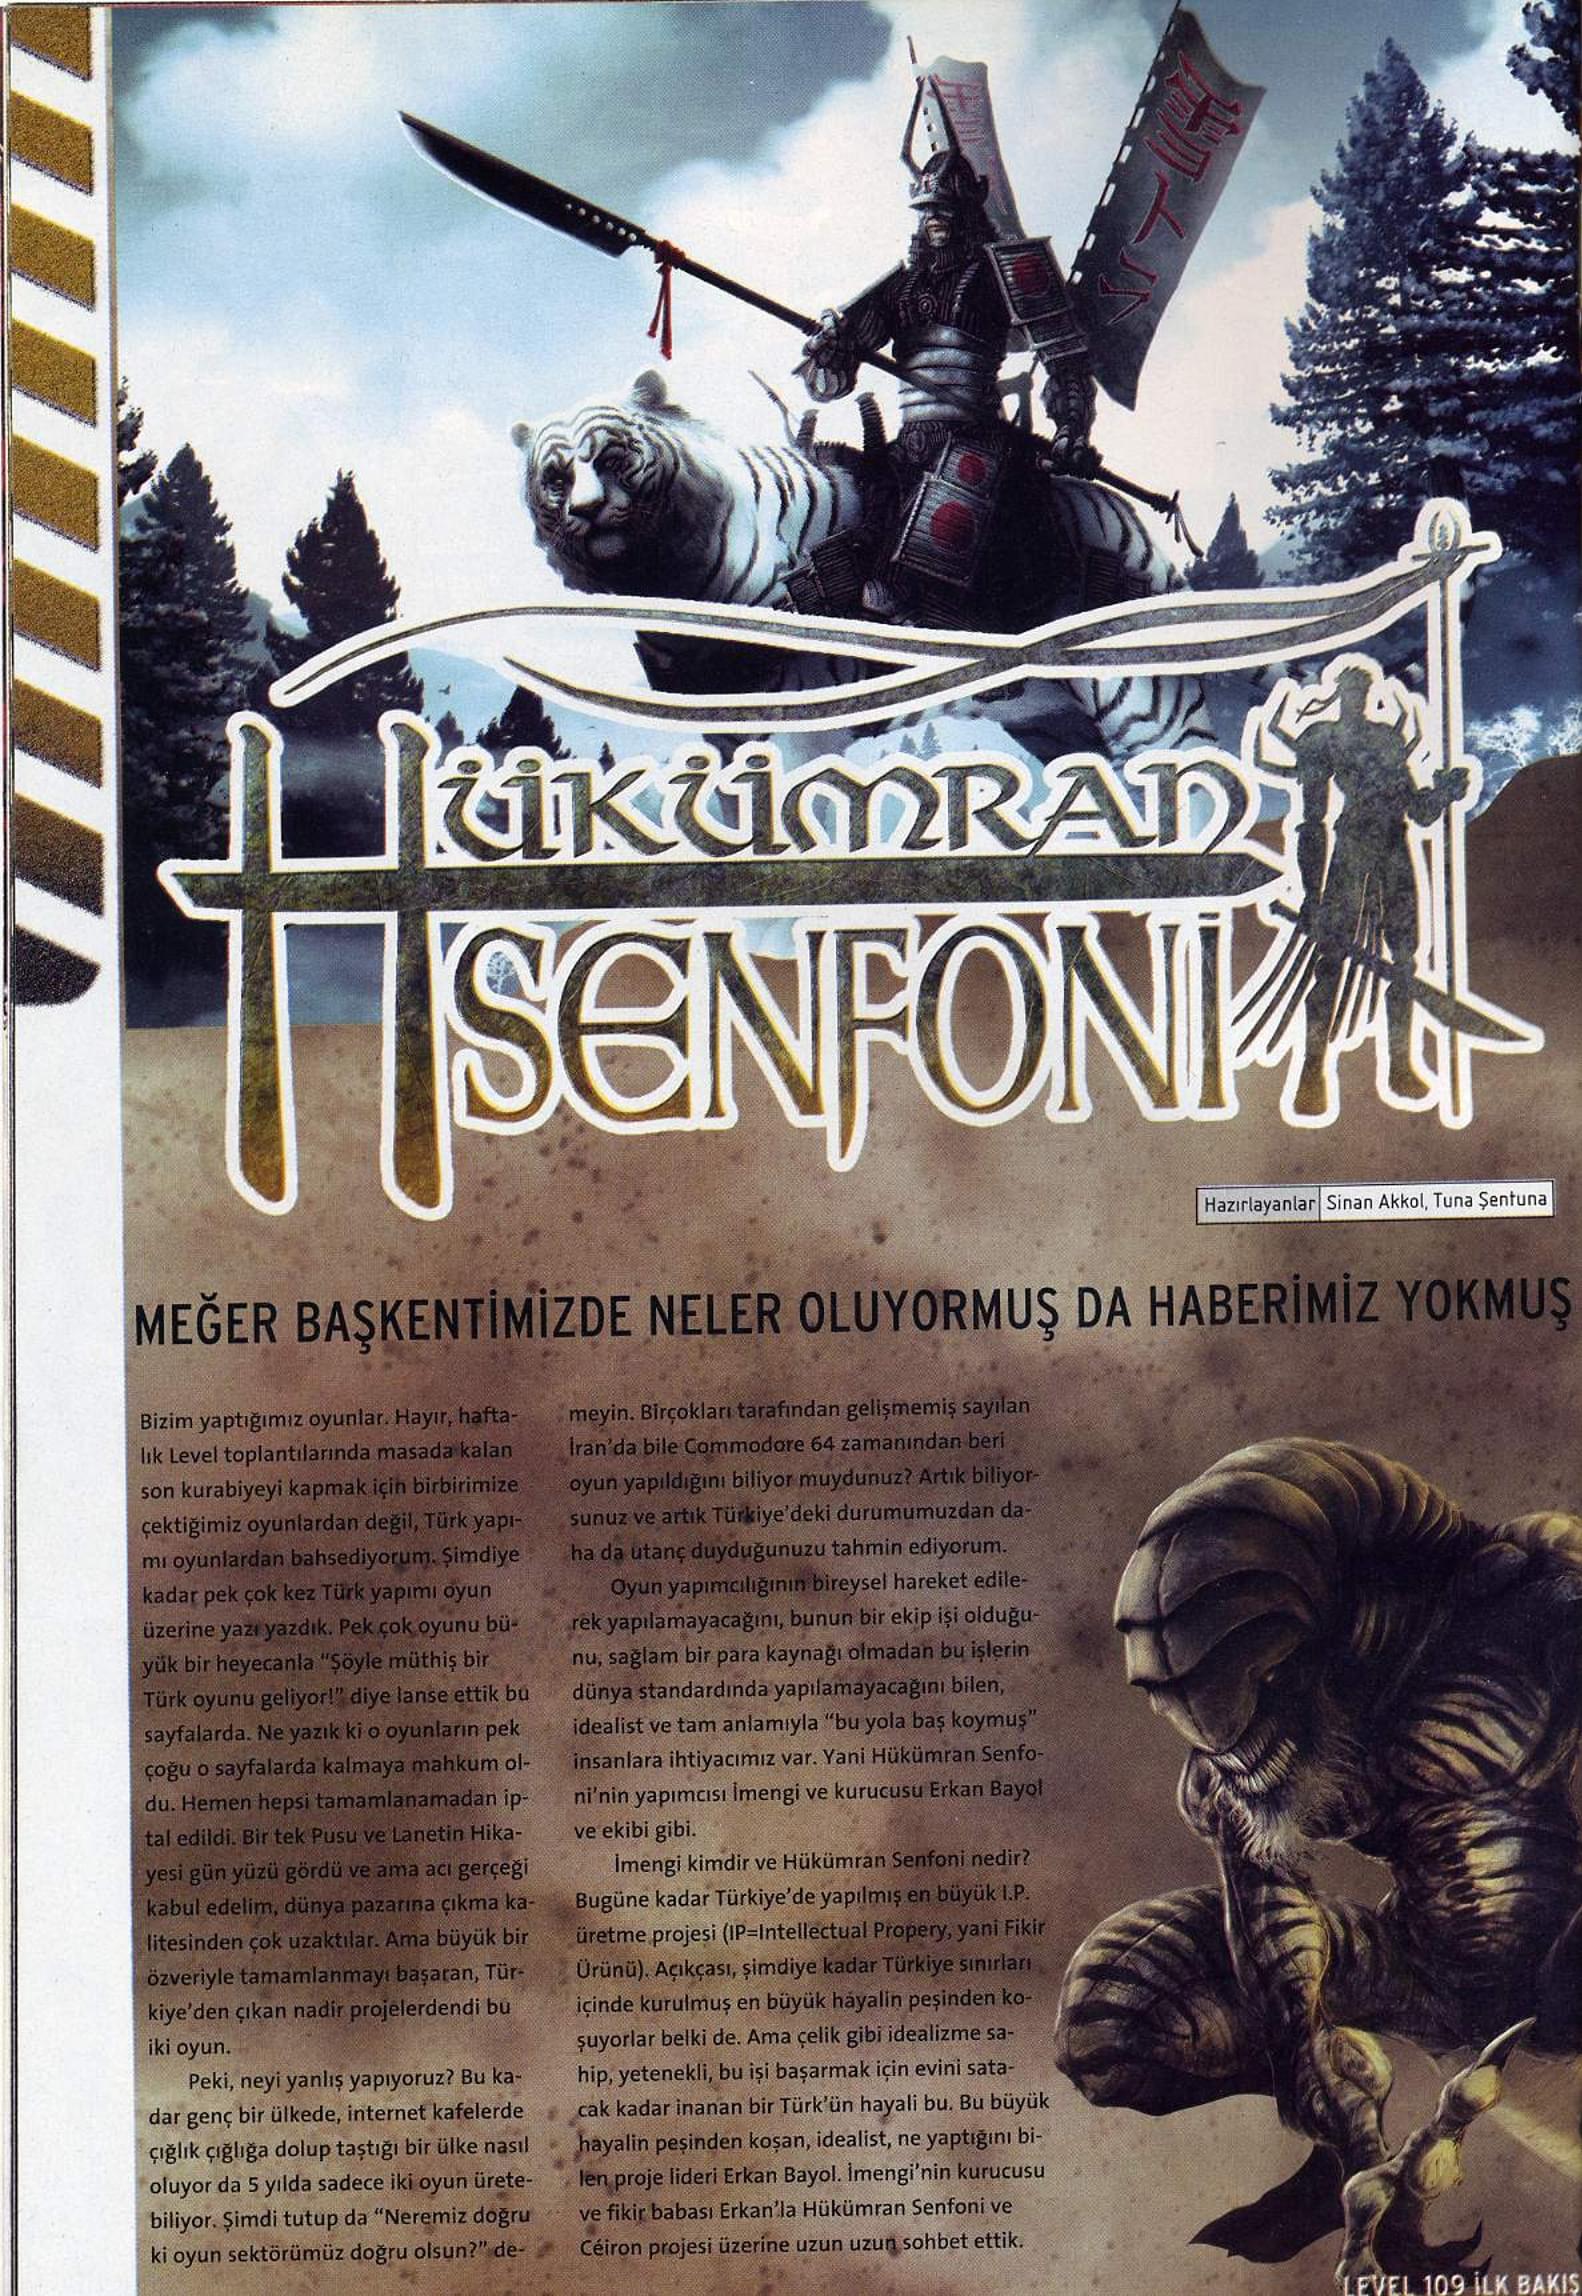 HÜKÜMRAN
SENFONİ
Hazırlayanlar Sinan Akkol, Tuna Şentuna
MEĞER BAŞKENTİMİZDE NELER OLUYORMUŞ DA HABERİMİZ YOKMUŞ
Bizim yaptığımız oyunlar. Hayır, hafta-
lık Level toplantılarında masada kalan
son kurabiyeyi kapmak için birbirimize
çektiğimiz oyunlardan değil, Türk yapı-
mı oyunlardan bahsediyorum. Şimdiye
kadar pek çok kez Türk yapımı oyun
üzerine yazı yazdık. Pek çok oyunu bü-
yük bir heyecanla “Şöyle müthiş bir
Türk oyunu geliyor!” diye lanse ettik bu
sayfalarda. Ne yazık ki o oyunların pek
çoğu o sayfalarda kalmaya mahkum ol-
du. Hemen hepsi tamamlanamadan ip-
tal edildi. Bir tek Pusu ve Lanetin Hika-
yesi gün yüzü gördü ve ama acı gerçeği
kabul edelim, dünya pazarına çıkma ka-
litesinden çok uzaktılar. Ama büyük bir
özveriyle tamamlanmayı başaran, Tür-
kiye’den çıkan nadir projelerdendi bu
iki oyun.
Peki, neyi yanlış yapıyoruz? Bu ka-
dar genç bir ülkede, internet kafelerde
çığlık çığlığa dolup taştığı bir ülke nasıl
oluyor da 5 yılda sadece iki oyun ürete-
biliyor. Şimdi tutup da “Neremiz doğru
ki oyun sektörümüz doğru olsun?” de-
meyin. Birçokları tarafından gelişmemiş sayılan
İran’da bile Commodore 64 zamanından beri
oyun yapıldığını biliyor muydunuz? Artık biliyor-
sunuz ve artık Türkiye’deki durumumuzdan da-
ha da utanç duyduğunuzu tahmin ediyorum.
Oyun yapımcılığının bireysel hareket edile-
rek yapılamayacağını, bunun bir ekip işi olduğu-
nu, sağlam bir para kaynağı olmadan bu işlerin
dünya standardında yapılamayacağını bilen,
idealist ve tam anlamıyla “bu yola baş koymuş”
insanlara ihtiyacımız var. Yani Hükümran Senfo-
ni’nin yapımcısı İmengi ve kurucusu Erkan Bayol
ve ekibi gibi.
İmengi kimdir ve Hükümran Senfoni nedir?
Bugüne kadar Türkiye’de yapılmış en büyük I.P.
üretme projesi (IP=Intellectual Propery, yani Fikir
Ürünü). Açıkçası, şimdiye kadar Türkiye sınırları
içinde kurulmuş en büyük hayalin peşinden ko-
şuyorlar belki de. Ama çelik gibi idealizme sa-
hip, yetenekli, bu işi başarmak için evini sata-
cak kadar inanan bir Türk’ün hayali bu. Bu büyük
hayalin peşinden koşan, idealist, ne yaptığını bi-
len proje lideri Erkan Bayol. İmengi’nin kurucusu
ve fikir babası Erkan’la Hükümran Senfoni ve
Céiron projesi üzerine uzun uzun sohbet ettik.
LEVEL 109 İLK BAKIŞ